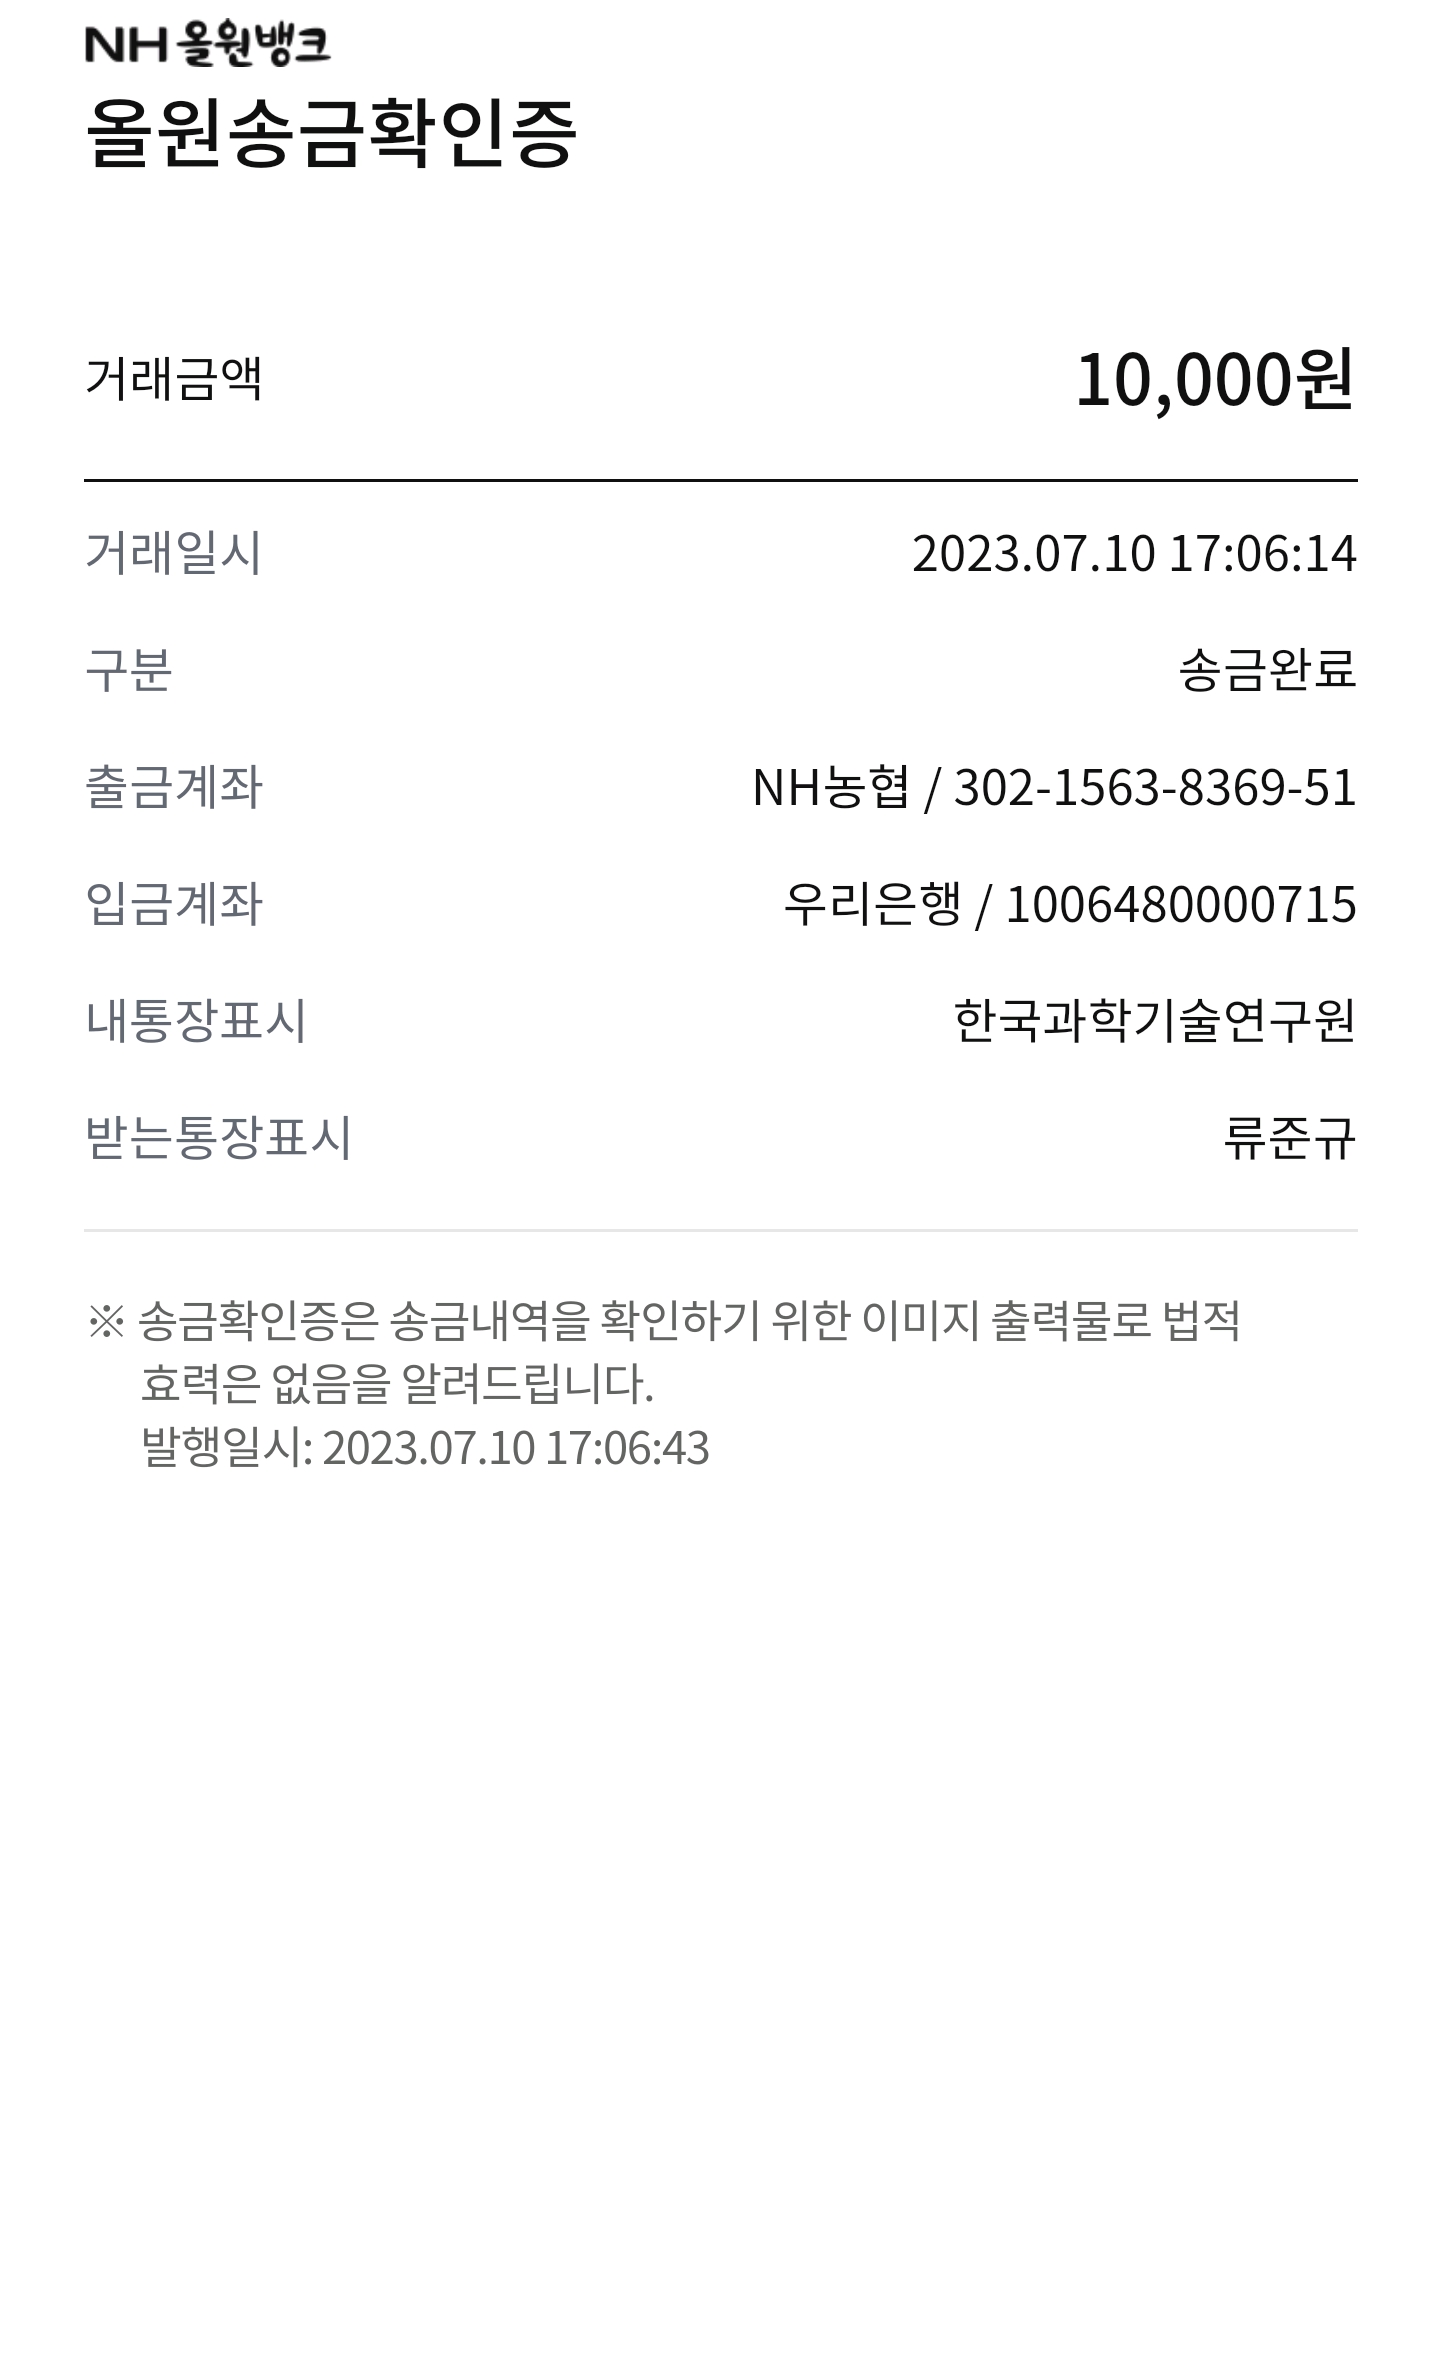 NH 올원뱅크
올원송금확인증
거래금액 10,000원
거래일시 2023.07.10 17:06:14
구분 송금완료
출금계좌 NH농협 / 302-1563-8369-51
입금계좌 우리은행 / 1006480000715
내통장표시 한국과학기술연구원
받는통장표시 류준규
※ 송금확인증은 송금내역을 확인하기 위한 이미지 출력물로 법적
효력은 없음을 알려드립니다.
발행일시: 2023.07.10 17:06:43